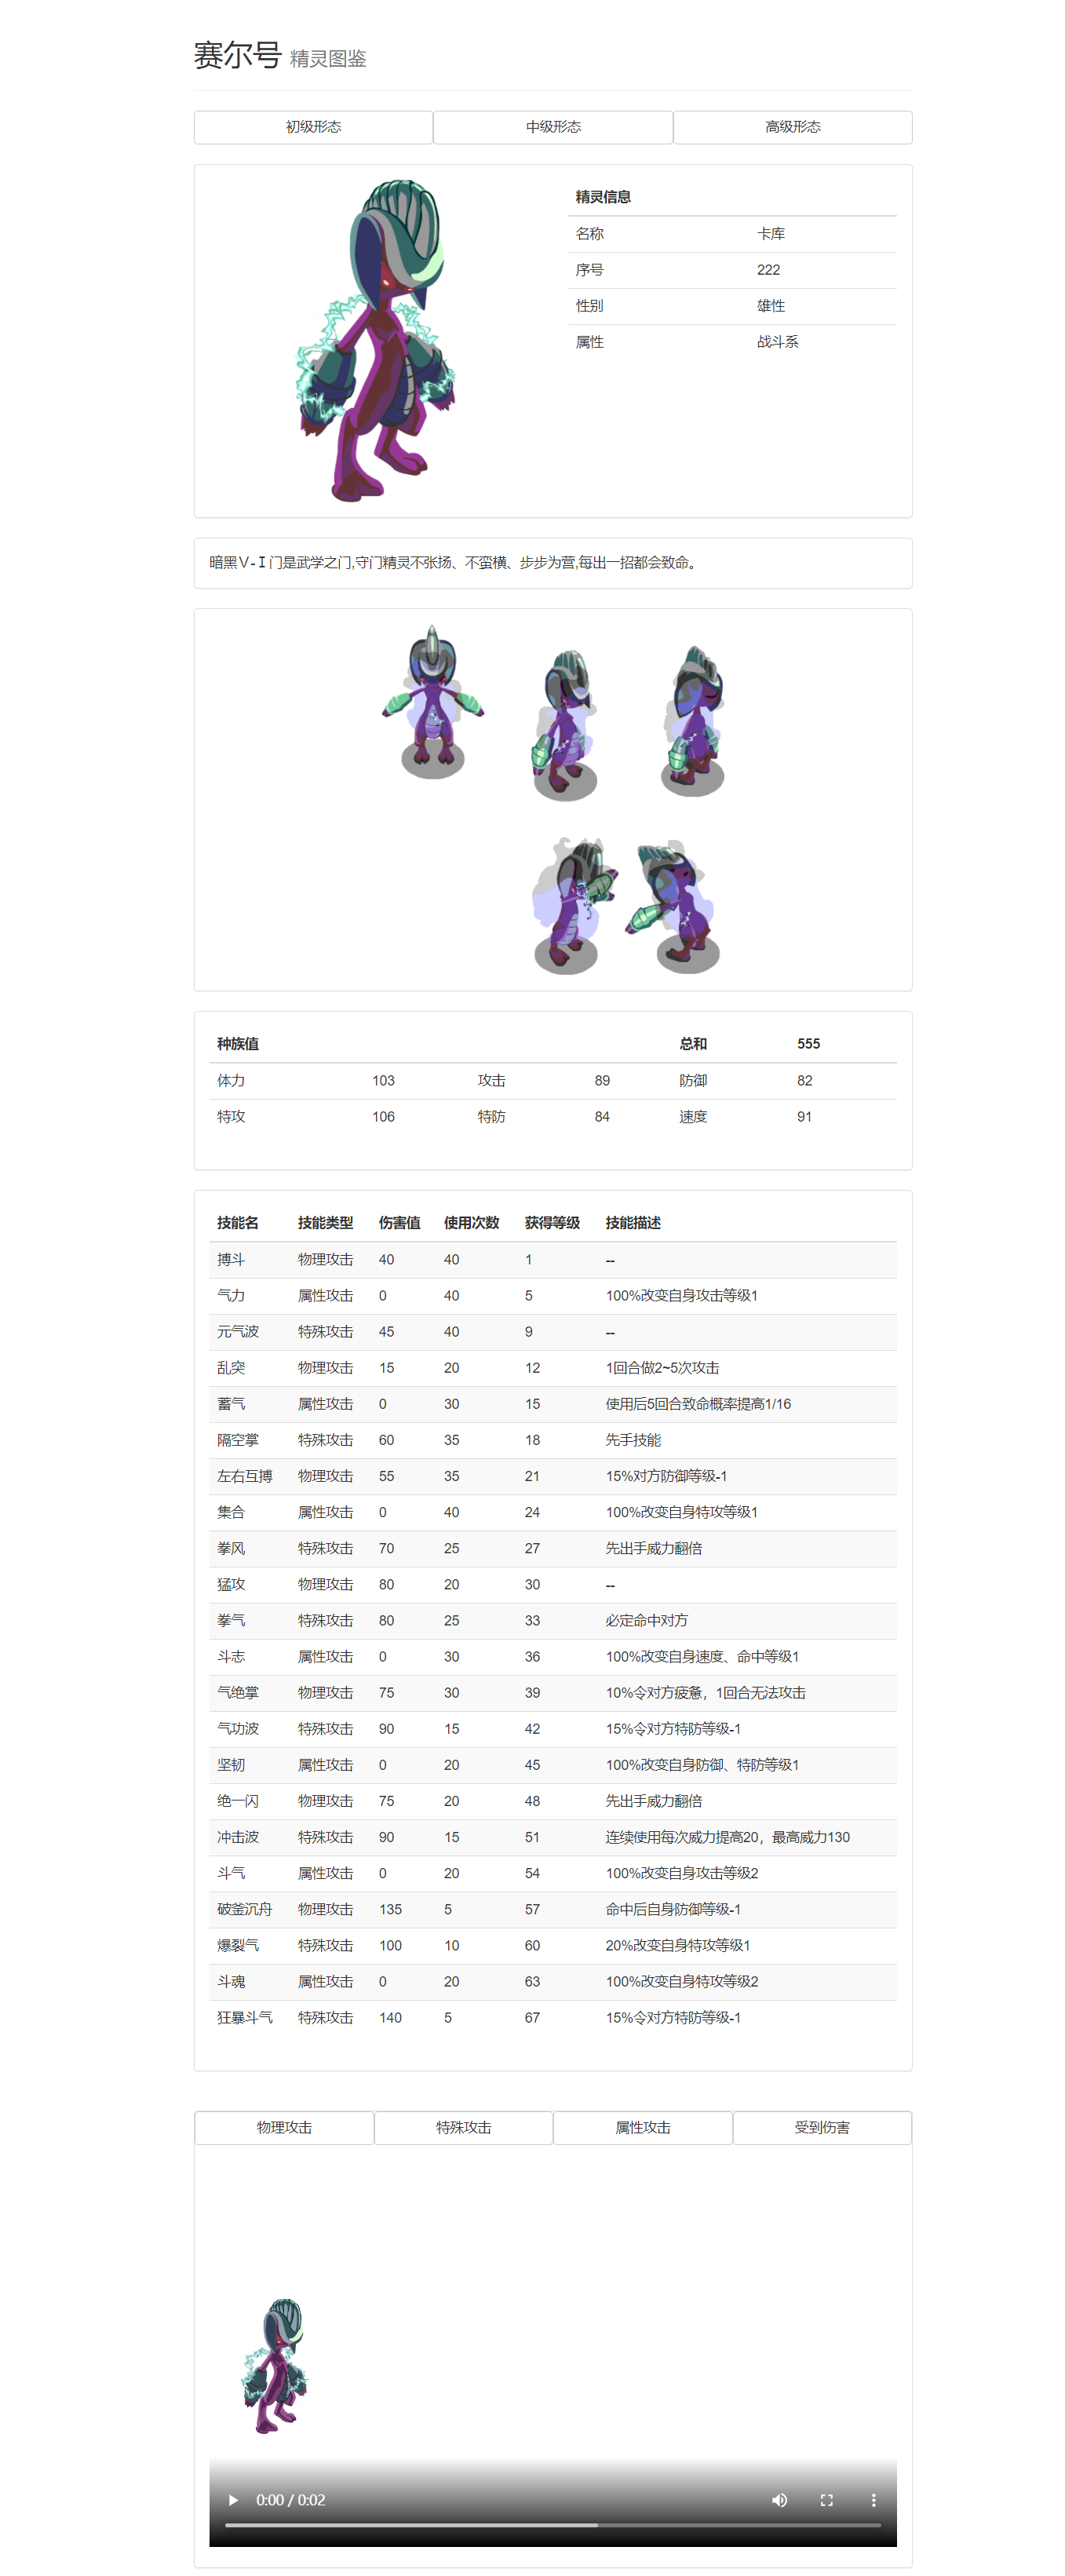 赛尔号 精灵图鉴
初级形态 中级形态 高级形态
精灵信息
名称 卡库
序号 222
性别 雄性
属性 战斗系
暗黑Ⅴ-Ⅰ门是武学之门,守门精灵不张扬、不蛮横、步步为营,每出一招都会致命。
种族值 总和 555
体力 103 攻击 89 防御 82
特攻 106 特防 84 速度 91
技能名 技能类型 伤害值 使用次数 获得等级 技能描述
搏斗 物理攻击 40 40 1 --
气力 属性攻击 0 40 5 100%改变自身攻击等级1
元气波 特殊攻击 45 40 9 --
乱突 物理攻击 15 20 12 1回合做2~5次攻击
蓄气 属性攻击 0 30 15 使用后5回合致命概率提高1/16
隔空掌 特殊攻击 60 35 18 先手技能
左右互搏 物理攻击 55 35 21 15%对方防御等级-1
集合 属性攻击 0 40 24 100%改变自身特攻等级1
拳风 特殊攻击 70 25 27 先出手威力翻倍
猛攻 物理攻击 80 20 30 --
拳气 特殊攻击 80 25 33 必定命中对方
斗志 属性攻击 0 30 36 100%改变自身速度、命中等级1
气绝掌 物理攻击 75 30 39 10%令对方疲惫，1回合无法攻击
气功波 特殊攻击 90 15 42 15%令对方特防等级-1
坚韧 属性攻击 0 20 45 100%改变自身防御、特防等级1
绝一闪 物理攻击 75 20 48 先出手威力翻倍
冲击波 特殊攻击 90 15 51 连续使用每次威力提高20，最高威力130
斗气 属性攻击 0 20 54 100%改变自身攻击等级2
破釜沉舟 物理攻击 135 5 57 命中后自身防御等级-1
爆裂气 特殊攻击 100 10 60 20%改变自身特攻等级1
斗魂 属性攻击 0 20 63 100%改变自身特攻等级2
狂暴斗气 特殊攻击 140 5 67 15%令对方特防等级-1
物理攻击 特殊攻击 属性攻击 受到伤害
0:00 / 0:02